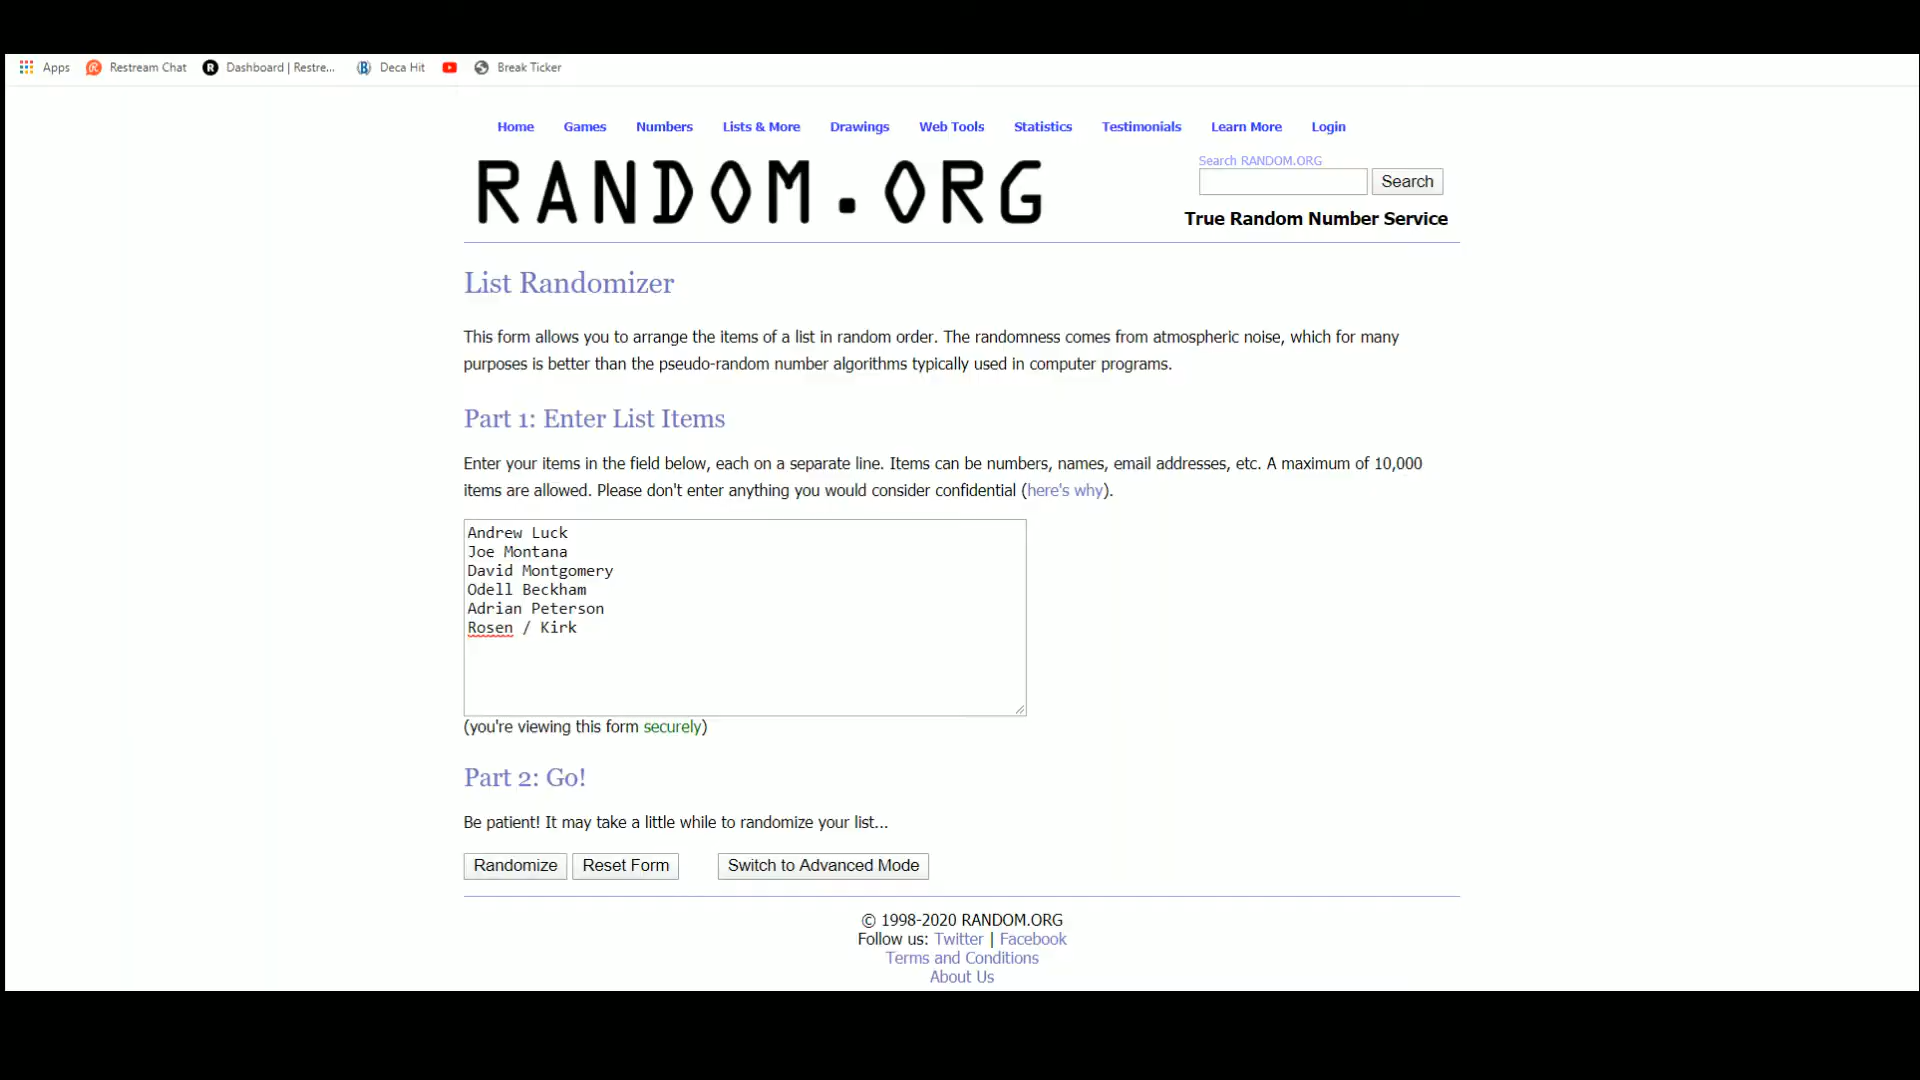 Apps Restream Chat Dashboard | Restre... Deca Hit Break Ticker
Home Games Numbers Lists & More Drawings Web Tools Statistics Testimonials Learn More Login
RANDOM.ORG
Search RANDOM.ORG
Search
True Random Number Service
List Randomizer
This form allows you to arrange the items of a list in random order. The randomness comes from atmospheric noise, which for many
purposes is better than the pseudo-random number algorithms typically used in computer programs.
Part 1: Enter List Items
Enter your items in the field below, each on a separate line. Items can be numbers, names, email addresses, etc. A maximum of 10,000
items are allowed. Please don't enter anything you would consider confidential (here's why).
Andrew Luck
Joe Montana
David Montgomery
Odell Beckham
Adrian Peterson
Rosen / Kirk
(you're viewing this form securely)
Part 2: Go!
Be patient! It may take a little while to randomize your list...
Randomize Reset Form Switch to Advanced Mode
© 1998-2020 RANDOM.ORG
Follow us: Twitter | Facebook
Terms and Conditions
About Us